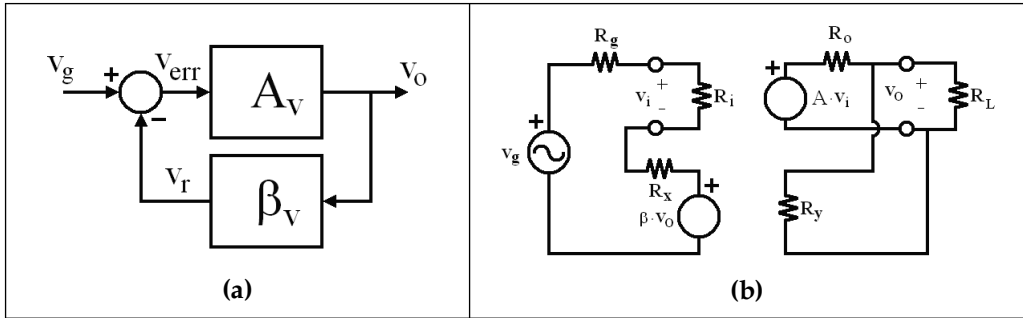 v_g + − v_err A_v v_o
v_r β_v
(a)
R_g R_o
+ v_i - R_i + A·v_i v_o + - R_L
+ v_g
R_x + β·v_o R_y
(b)